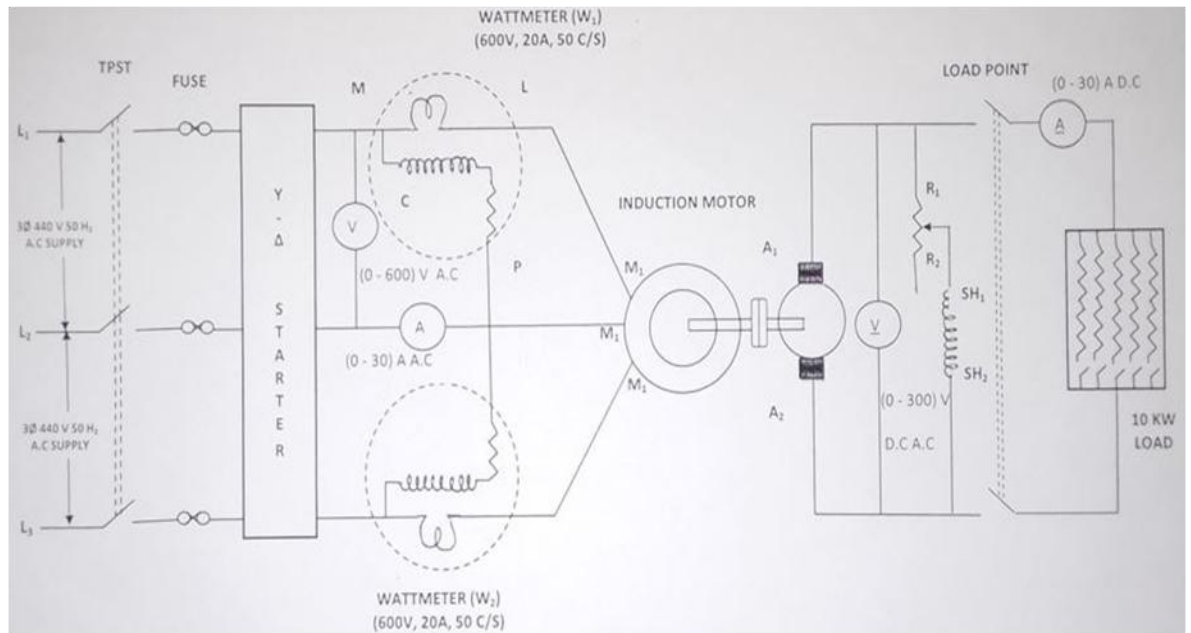 WATTMETER (W₁)
(600V, 20A, 50 C/S)
TPST
FUSE
M
L
LOAD POINT
(0 - 30) A D.C
L₁
A
Y
-
Δ
S
T
A
R
T
E
R
C
R₁
INDUCTION MOTOR
3Ø 440 V 50 H₂
A.C SUPPLY
V
A₁
R₂
P
(0 - 600) V A.C
M₁
SH₁
L₂
A
M₁
V
(0 - 30) A A.C
SH₂
M₁
(0 - 300) V
A₂
3Ø 440 V 50 H₂
A.C SUPPLY
10 KW
LOAD
D.C A.C
L₃
WATTMETER (W₂)
(600V, 20A, 50 C/S)